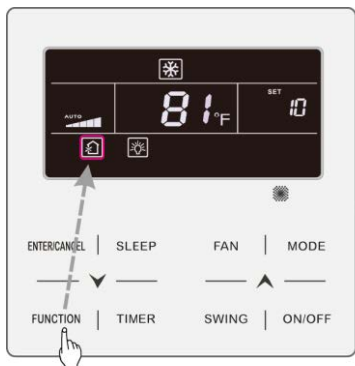 SET
AUTO 81°F 10
ENTER/CANCEL SLEEP FAN MODE
FUNCTION TIMER SWING ON/OFF